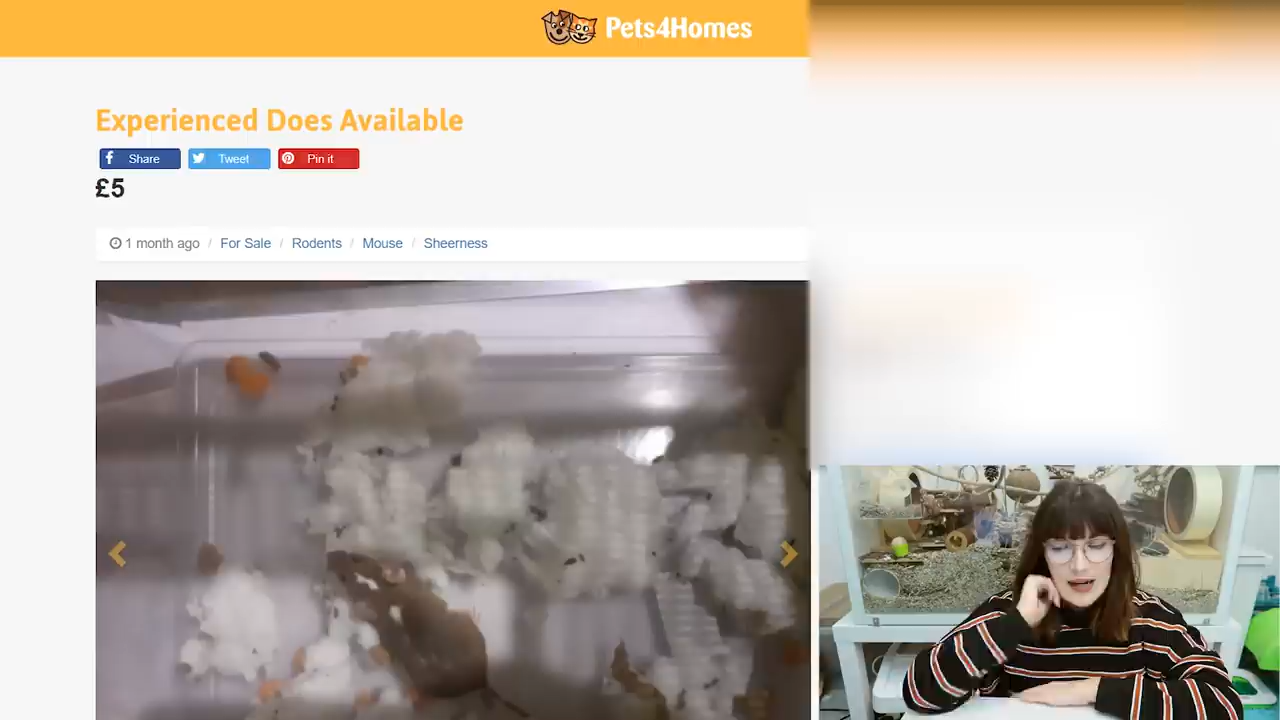 Pets4Homes
Experienced Does Available
Share Tweet Pin it
£5
1 month ago / For Sale / Rodents / Mouse / Sheerness